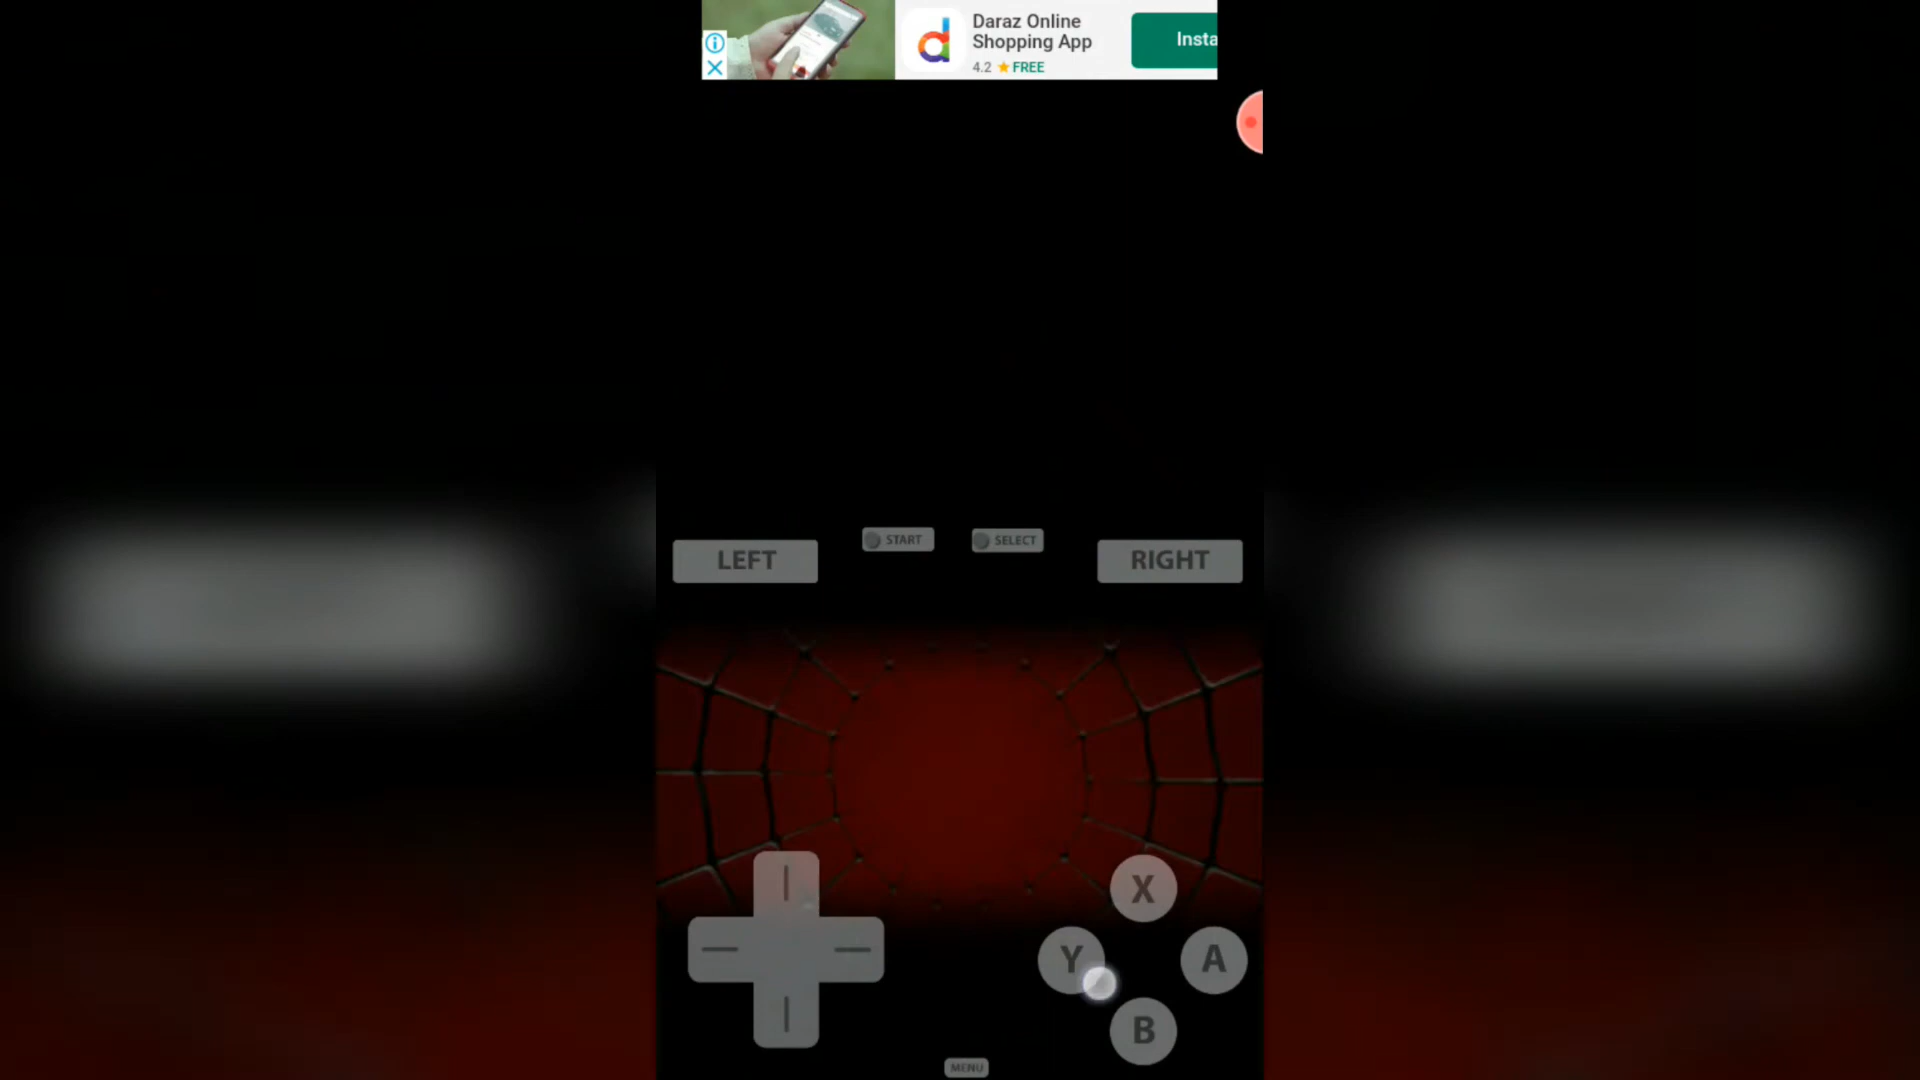 Daraz Online
Shopping App
4.2 ★ FREE
Insta
START
SELECT
LEFT
RIGHT
X
Y
A
B
MENU